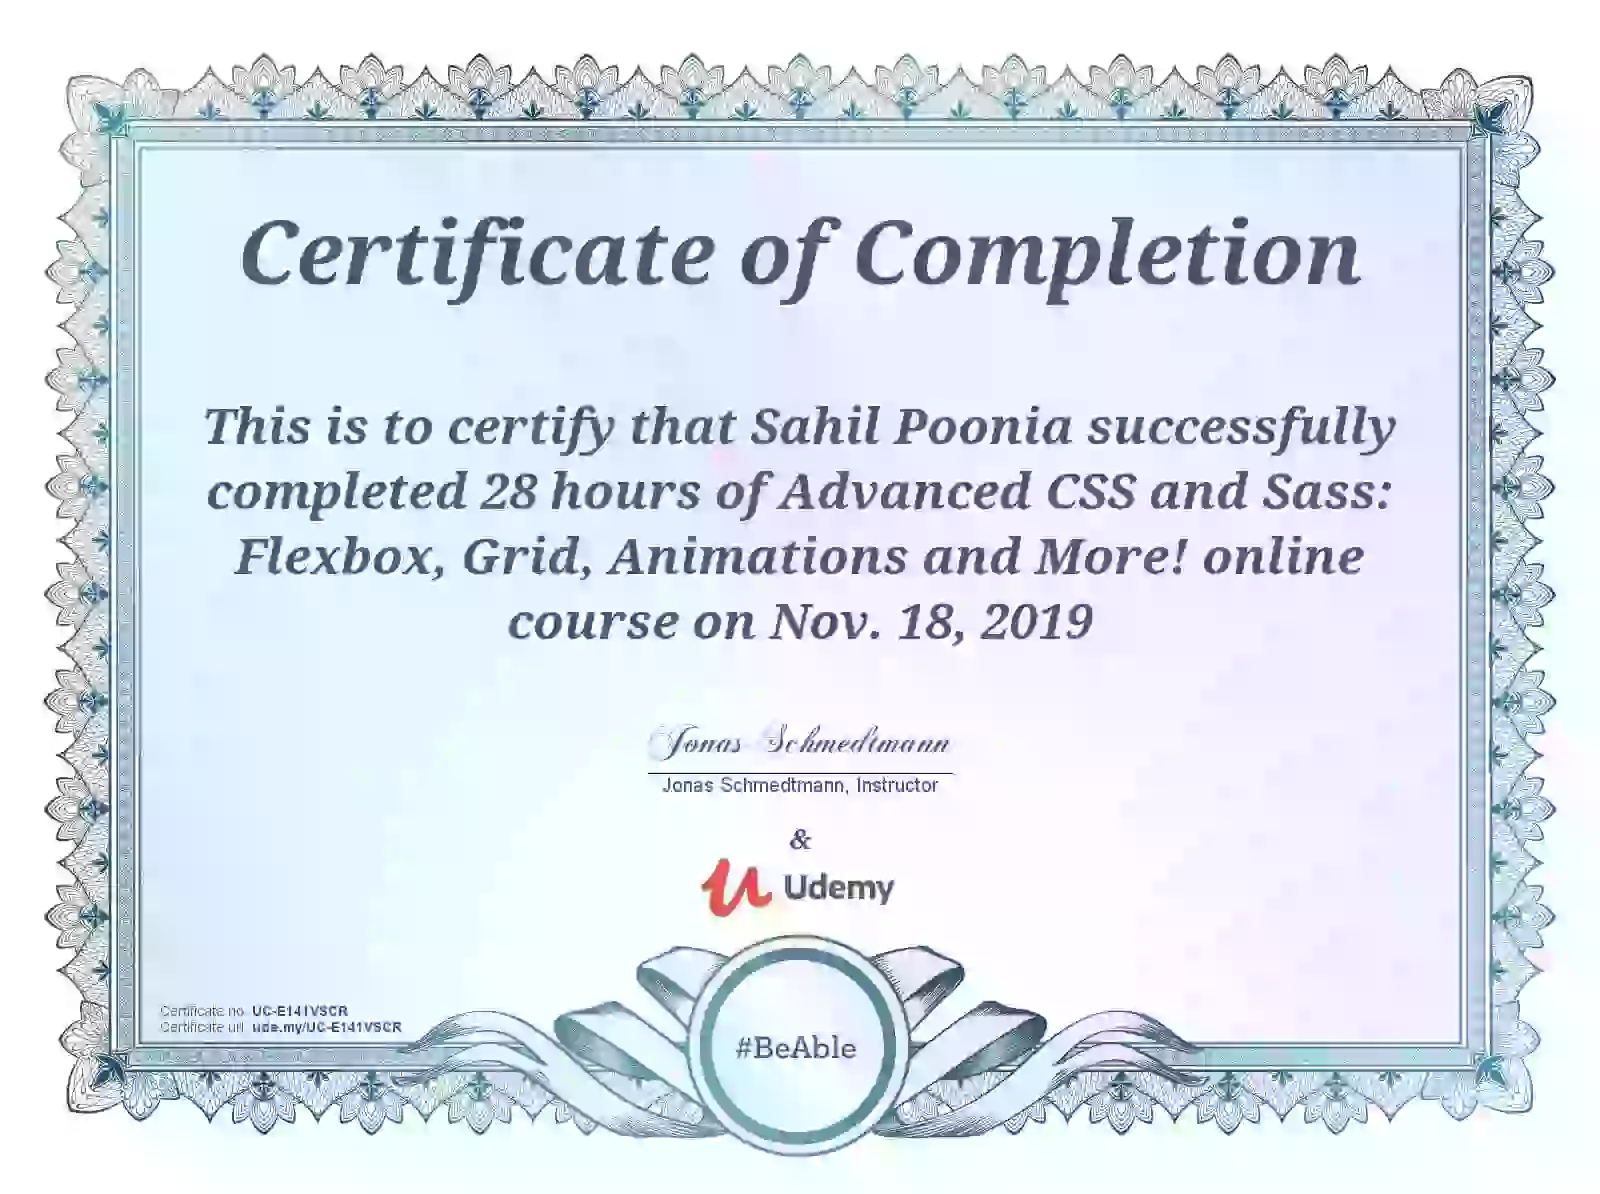 Certificate of Completion
This is to certify that Sahil Poonia successfully
completed 28 hours of Advanced CSS and Sass:
Flexbox, Grid, Animations and More! online
course on Nov. 18, 2019
Jonas Schmedtmann
Jonas Schmedtmann, Instructor
&
Udemy
Certificate no. UC-E141VSCR
Certificate url. ude.my/UC-E141VSCR
#BeAble